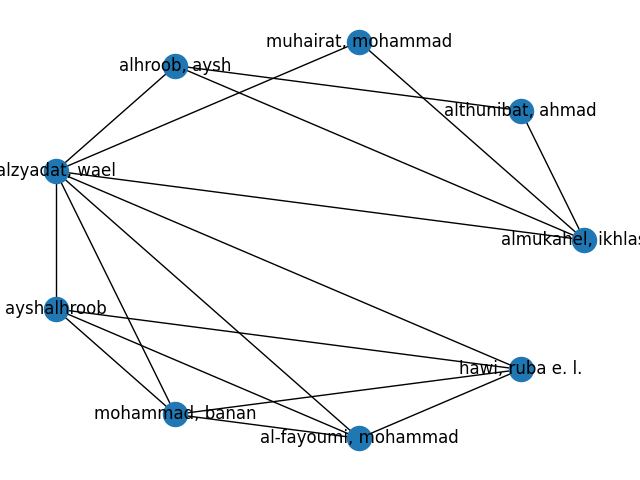 muhairat, mohammad
alhroob, aysh
althunibat, ahmad
alzyadat, wael
almukahel, ikhlas
ayshalhroob
hawi, ruba e. l.
mohammad, banan
al-fayoumi, mohammad